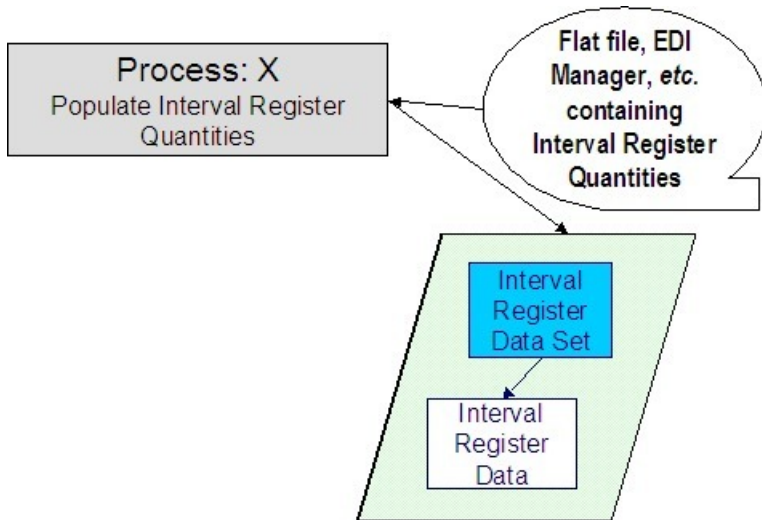 Process: X
Populate Interval Register
Quantities
Flat file, EDI
Manager, etc.
containing
Interval Register
Quantities
Interval
Register
Data Set
Interval
Register
Data